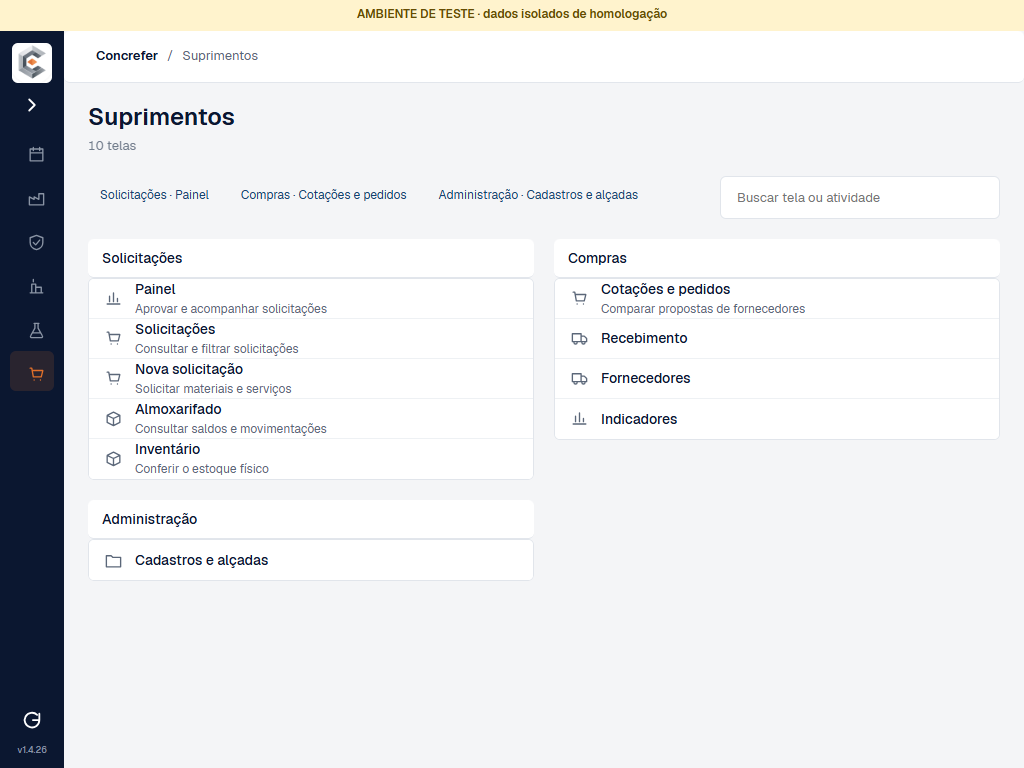 AMBIENTE DE TESTE · dados isolados de homologação
Concrefer / Suprimentos
Suprimentos
10 telas
Solicitações · Painel
Compras · Cotações e pedidos
Administração · Cadastros e alçadas
Buscar tela ou atividade
Solicitações
Painel
Aprovar e acompanhar solicitações
Solicitações
Consultar e filtrar solicitações
Nova solicitação
Solicitar materiais e serviços
Almoxarifado
Consultar saldos e movimentações
Inventário
Conferir o estoque físico
Compras
Cotações e pedidos
Comparar propostas de fornecedores
Recebimento
Fornecedores
Indicadores
Administração
Cadastros e alçadas
v1.4.26